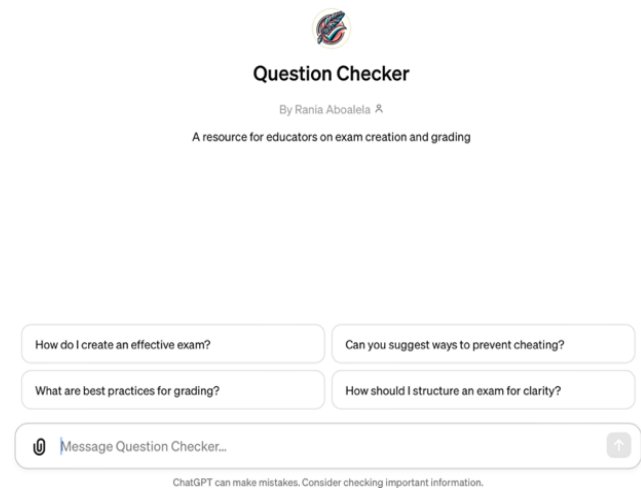 Question Checker
By Rania Aboalela
A resource for educators on exam creation and grading
How do I create an effective exam?
Can you suggest ways to prevent cheating?
What are best practices for grading?
How should I structure an exam for clarity?
Message Question Checker...
ChatGPT can make mistakes. Consider checking important information.